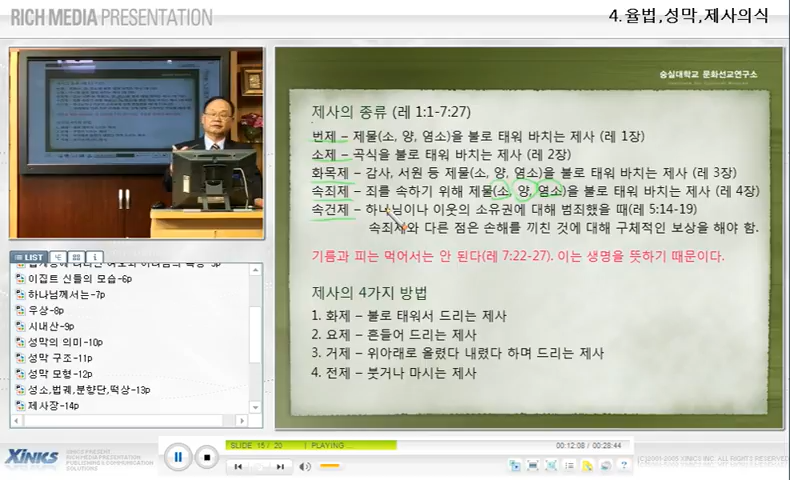 RICH MEDIA PRESENTATION
4.율법,성막,제사의식
숭실대학교 문화선교연구소
제사의 종류 (레 1:1-7:27)
번제 – 제물(소, 양, 염소)을 불로 태워 바치는 제사 (레 1장)
소제 – 곡식을 불로 태워 바치는 제사 (레 2장)
화목제 – 감사, 서원 등 제물(소, 양, 염소)을 불로 태워 바치는 제사 (레 3장)
속죄제 – 죄를 속하기 위해 제물(소, 양, 염소)을 불로 태워 바치는 제사 (레 4장)
속건제 – 하나님이나 이웃의 소유권에 대해 범죄했을 때(레 5:14-19)
속죄제와 다른 점은 손해를 끼친 것에 대해 구체적인 보상을 해야 함.
기름과 피는 먹어서는 안 된다(레 7:22-27). 이는 생명을 뜻하기 때문이다.
제사의 4가지 방법
1. 화제 – 불로 태워서 드리는 제사
2. 요제 – 흔들어 드리는 제사
3. 거제 – 위아래로 올렸다 내렸다 하며 드리는 제사
4. 전제 – 붓거나 마시는 제사
LIST
이집트 신들의 모습-6p
하나님께서는-7p
우상-8p
시내산-9p
성막의 의미-10p
성막 구조-11p
성막 모형-12p
성소,법궤,분향단,떡상-13p
제사장-14p
XINKS
RICH MEDIA PRESENTATION
PUBLISHING,COMMUNICATION
SOLUTIONS
SLIDE 15 / 20 | PLAYING ...
00:12:08 / 00:28:44
(C)2001-2005 XINICS INC. ALL RIGHTS RESERVED